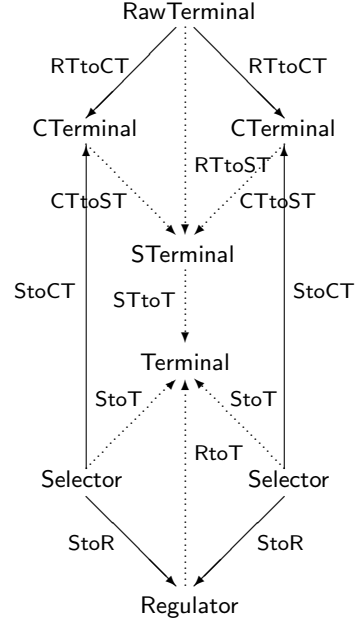 RawTerminal
RTtoCT RTtoCT
CTerminal CTerminal
RTtoST
CTtoST CTtoST
STerminal
StoCT STtoT StoCT
Terminal
StoT StoT
RtoT
Selector Selector
StoR StoR
Regulator